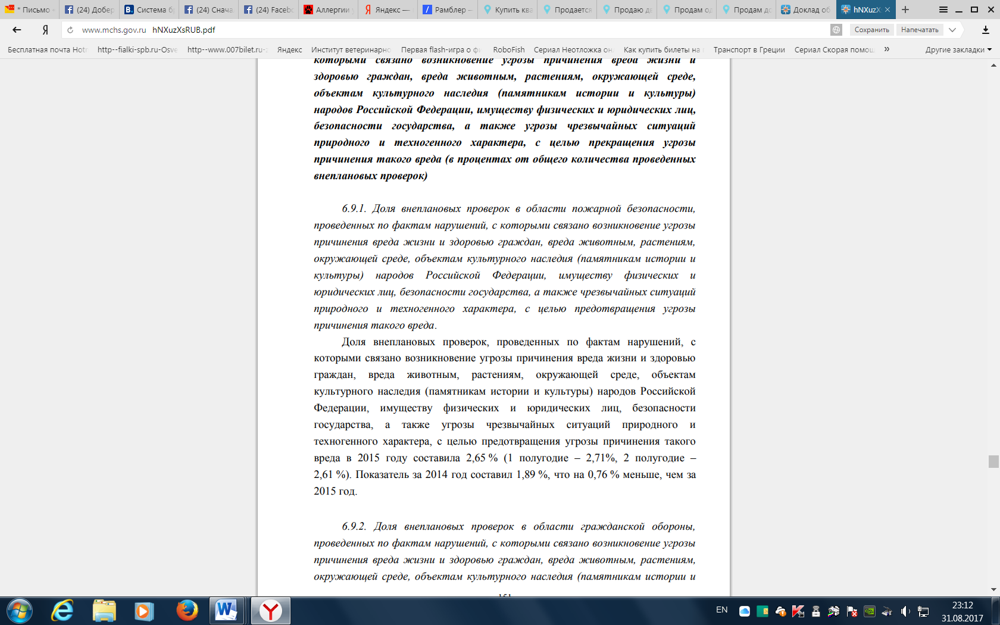 * Письмо
(24) Добер
Система б
(24) Снача.
(24) Facebo
Аллергии
Яндекс —
Рамблер –
Купить ква
Продается
Продаю дв
Продам од
Продам до
Доклад об
hNXuzX
www.mchs.gov.ru hNXuzXsRUB.pdf
Сохранить Напечатать
Бесплатная почта Hotm http--fialki-spb.ru-Osve http--www.007bilet.ru- Яндекс Институт ветеринарно Первая flash-игра о ф RoboFish Сериал Неотложка он Как купить билеты на Транспорт в Греции Сериал Скорая помощ » Другие закладки
которыми связано возникновение угрозы причинения вреда жизни и
здоровью граждан, вреда животным, растениям, окружающей среде,
объектам культурного наследия (памятникам истории и культуры)
народов Российской Федерации, имуществу физических и юридических лиц,
безопасности государства, а также угрозы чрезвычайных ситуаций
природного и техногенного характера, с целью прекращения угрозы
причинения такого вреда (в процентах от общего количества проведенных
внеплановых проверок)
6.9.1. Доля внеплановых проверок в области пожарной безопасности,
проведенных по фактам нарушений, с которыми связано возникновение угрозы
причинения вреда жизни и здоровью граждан, вреда животным, растениям,
окружающей среде, объектам культурного наследия (памятникам истории и
культуры) народов Российской Федерации, имуществу физических и
юридических лиц, безопасности государства, а также чрезвычайных ситуаций
природного и техногенного характера, с целью предотвращения угрозы
причинения такого вреда.
Доля внеплановых проверок, проведенных по фактам нарушений, с
которыми связано возникновение угрозы причинения вреда жизни и здоровью
граждан, вреда животным, растениям, окружающей среде, объектам
культурного наследия (памятникам истории и культуры) народов Российской
Федерации, имуществу физических и юридических лиц, безопасности
государства, а также угрозы чрезвычайных ситуаций природного и
техногенного характера, с целью предотвращения угрозы причинения такого
вреда в 2015 году составила 2,65 % (1 полугодие – 2,71%, 2 полугодие –
2,61 %). Показатель за 2014 год составил 1,89 %, что на 0,76 % меньше, чем за
2015 год.
6.9.2. Доля внеплановых проверок в области гражданской обороны,
проведенных по фактам нарушений, с которыми связано возникновение угрозы
причинения вреда жизни и здоровью граждан, вреда животным, растениям,
окружающей среде, объектам культурного наследия (памятникам истории и
151
EN
23:12
31.08.2017